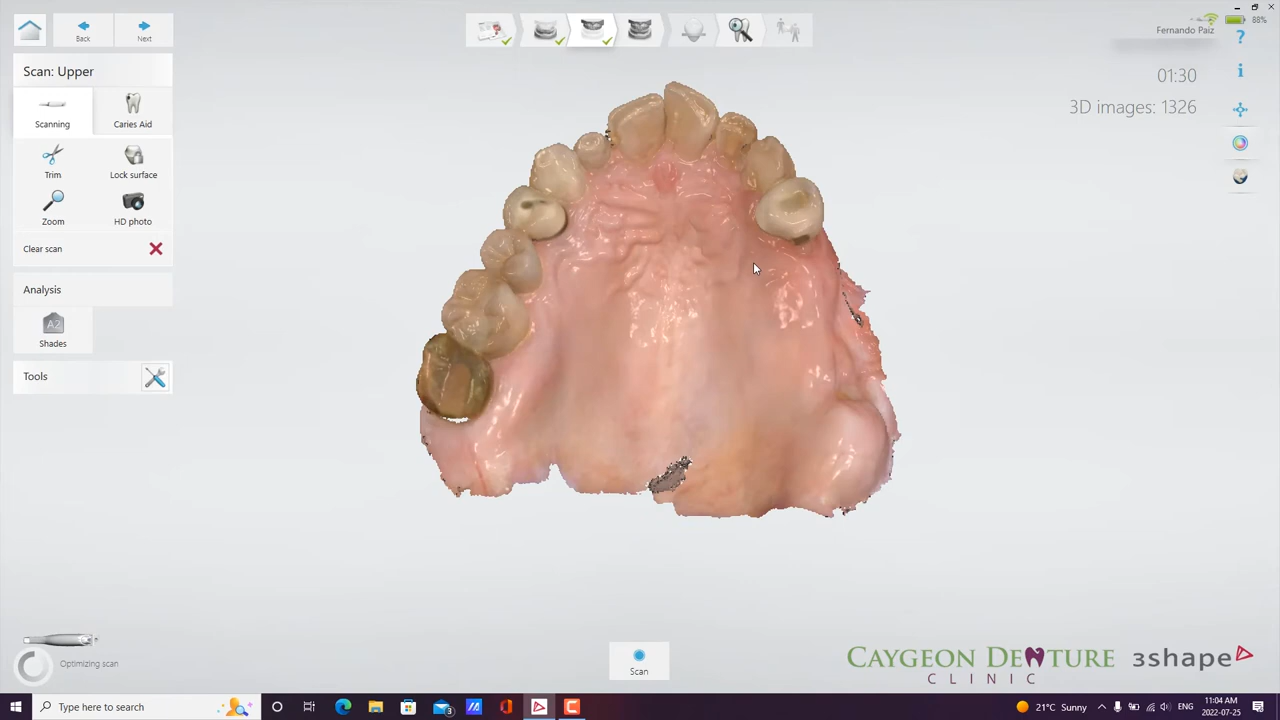 Back
Next
88%
Fernando Paiz
?
i
Scan: Upper
01:30
3D images: 1326
Scanning
Caries Aid
Trim
Lock surface
Zoom
HD photo
Clear scan
Analysis
A2
Shades
Tools
Optimizing scan
Scan
CAYGEON DENTURE
CLINIC
3shape
Type here to search
3
21°C Sunny
ENG
11:04 AM
2022-07-25